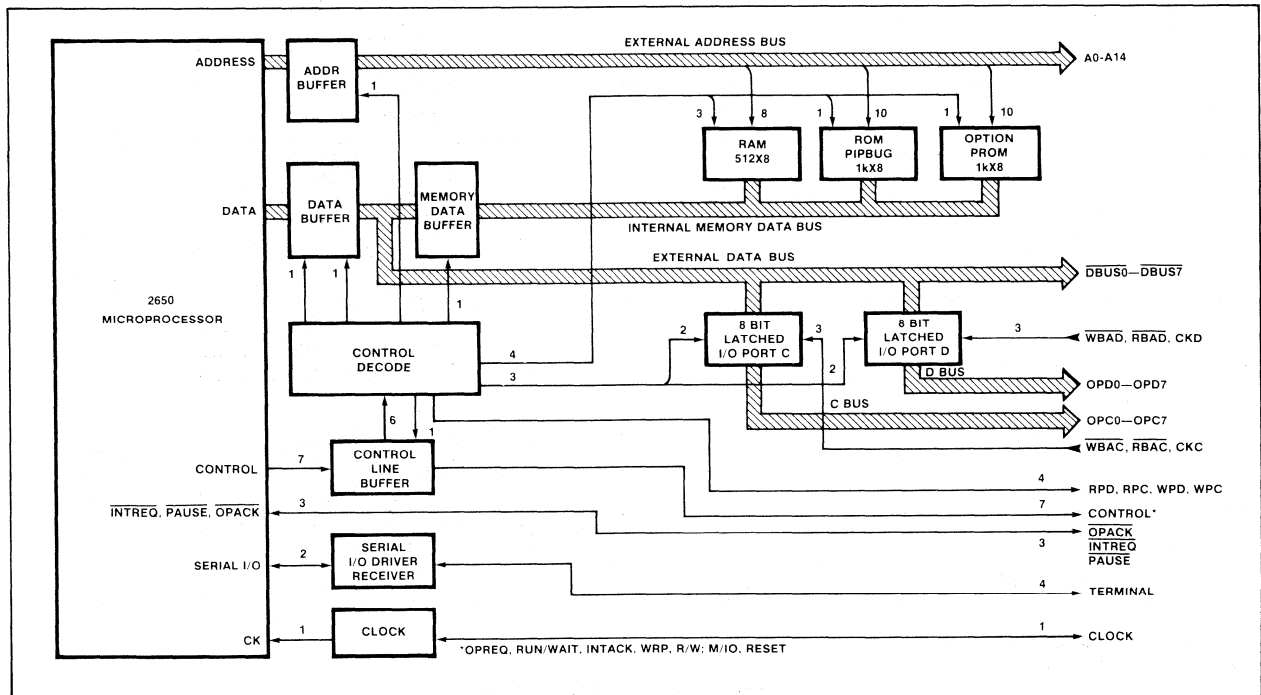 EXTERNAL ADDRESS BUS
ADDRESS
ADDR
BUFFER
A0-A14
1
3
8
1
10
1
10
RAM
512X8
ROM
PIPBUG
1kX8
OPTION
PROM
1kX8
DATA
DATA
BUFFER
MEMORY
DATA
BUFFER
INTERNAL MEMORY DATA BUS
EXTERNAL DATA BUS
DBUS0—DBUS7
1
1
1
2650
MICROPROCESSOR
CONTROL
DECODE
4
3
2
8 BIT
LATCHED
I/O PORT C
3
2
8 BIT
LATCHED
I/O PORT D
3
WBAD, RBAD, CKD
D BUS
OPD0—OPD7
C BUS
OPC0—OPC7
6
1
WBAC, RBAC, CKC
CONTROL
7
CONTROL
LINE
BUFFER
4
RPD, RPC, WPD, WPC
7
CONTROL*
INTREQ, PAUSE, OPACK
3
OPACK
3
INTREQ
PAUSE
SERIAL I/O
2
SERIAL
I/O DRIVER
RECEIVER
4
TERMINAL
CK
1
CLOCK
1
CLOCK
*OPREQ, RUN/WAIT, INTACK, WRP, R/W; M/IO, RESET